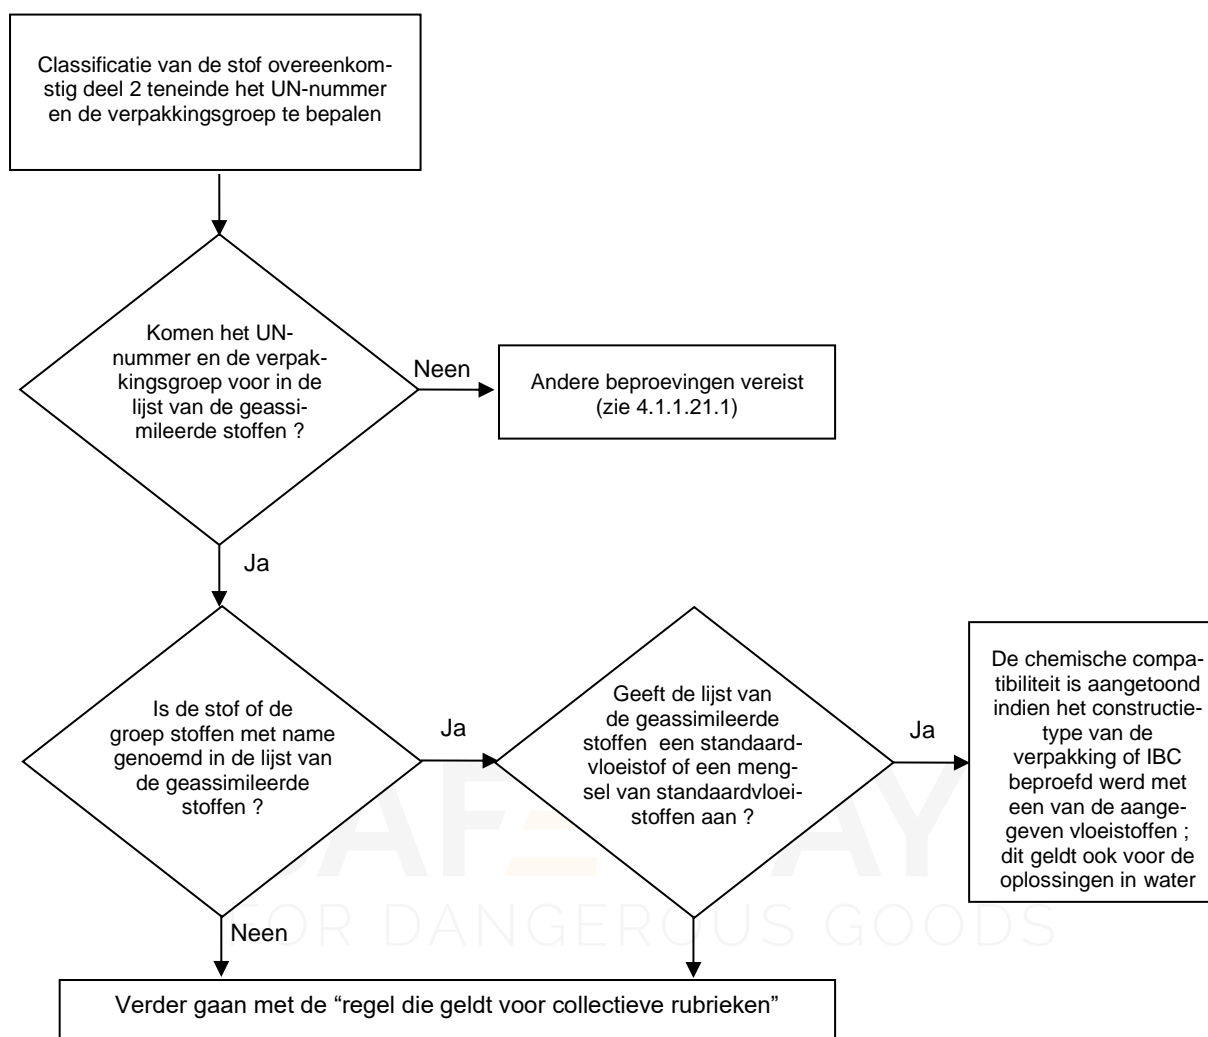 Classificatie van de stof overeenkom-
stig deel 2 teneinde het UN-nummer
en de verpakkingsgroep te bepalen
Komen het UN-
nummer en de verpak-
kingsgroep voor in de
lijst van de geassi-
mileerde stoffen ?
Neen
Andere beproevingen vereist
(zie 4.1.1.21.1)
Ja
Is de stof of de
groep stoffen met name
genoemd in de lijst van
de geassimileerde
stoffen ?
Ja
Geeft de lijst van
de geassimileerde
stoffen een standaard-
vloeistof of een meng-
sel van standaardvloei-
stoffen aan ?
Ja
De chemische compa-
tibiliteit is aangetoond
indien het constructie-
type van de
verpakking of IBC
beproefd werd met
een van de aange-
geven vloeistoffen ;
dit geldt ook voor de
oplossingen in water
Neen
FOR DANGEROUS GOODS
Verder gaan met de “regel die geldt voor collectieve rubrieken”